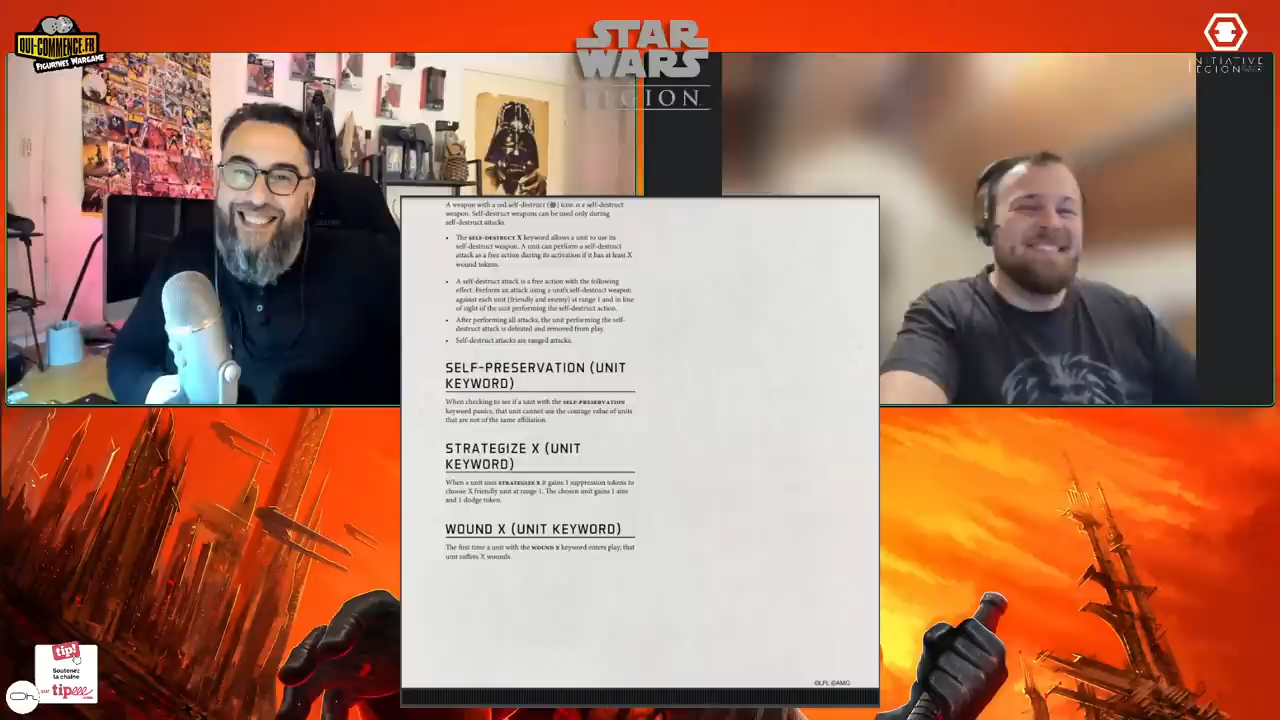 QUI-COMMENCE.FR
FIGURINES WARGAME
STAR
WARS
LEGION
INITIATIVE
LEGION
A weapon with a red self-destruct ( ) icon is a self-destruct
weapon. Self-destruct weapons can be used only during
self-destruct attacks.
• The SELF-DESTRUCT X keyword allows a unit to use its
self-destruct weapon. A unit can perform a self-destruct
attack as a free action during its activation if it has at least X
wound tokens.
• A self-destruct attack is a free action with the following
effect: Perform an attack using a unit's self-destruct weapon
against each unit (friendly and enemy) at range 1 and in line
of sight of the unit performing the self-destruct action.
• After performing all attacks, the unit performing the self-
destruct attack is defeated and removed from play.
• Self-destruct attacks are ranged attacks.
SELF-PRESERVATION (UNIT
KEYWORD)
When checking to see if a unit with the SELF-PRESERVATION
keyword panics, that unit cannot use the courage value of units
that are not of the same affiliation.
STRATEGIZE X (UNIT
KEYWORD)
When a unit uses STRATEGIZE X it gains 1 suppression tokens to
choose X friendly unit at range 1. The chosen unit gains 1 aim
and 1 dodge token.
WOUND X (UNIT KEYWORD)
The first time a unit with the WOUND X keyword enters play, that
unit suffers X wounds.
©LFL ©AMG
tip!
Soutenez
la chaîne
sur tipeee